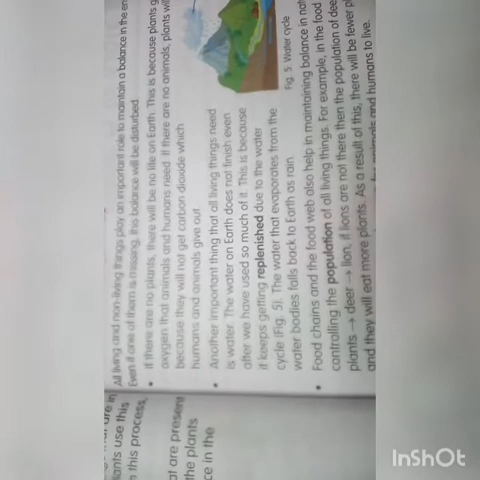 All living and non-living things play an important role to maintain a balance in the en
Even if one of them is missing, this balance will be disturbed.
• If there are no plants, there will be no life on Earth. This is because plants g
oxygen that animals and humans need. If there are no animals, plants wi
because they will not get carbon dioxide which
humans and animals give out.
• Another important thing that all living things need
is water. The water on Earth does not finish even
after we have used so much of it. This is because
it keeps getting replenished due to the water
cycle (Fig. 5). The water that evaporates from the
water bodies falls back to Earth as rain.
Fig. 5: Water cycle
• Food chains and the food web also help in maintaining balance in nat
controlling the population of all living things. For example, in the food
plants → deer → lion, if lions are not there then the population of dee
and they will eat more plants. As a result of this, there will be fewer p
animals and humans to live.
are in
lants use this
n this process,
at are present
the plants
ce in the
InShOt